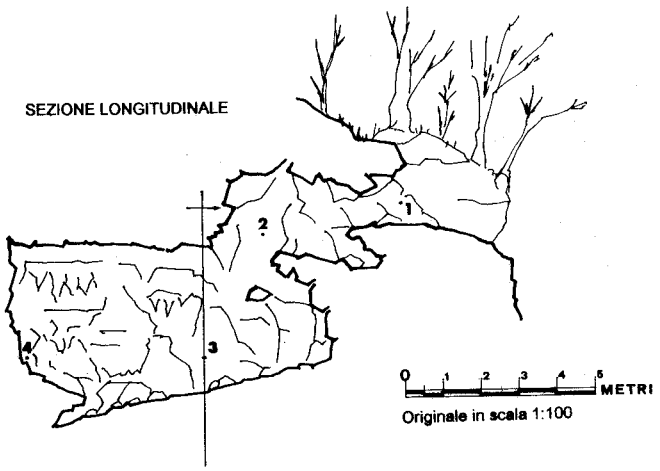 SEZIONE LONGITUDINALE
1
2
3
4
0 1 2 3 4 5 METRI
Originale in scala 1:100